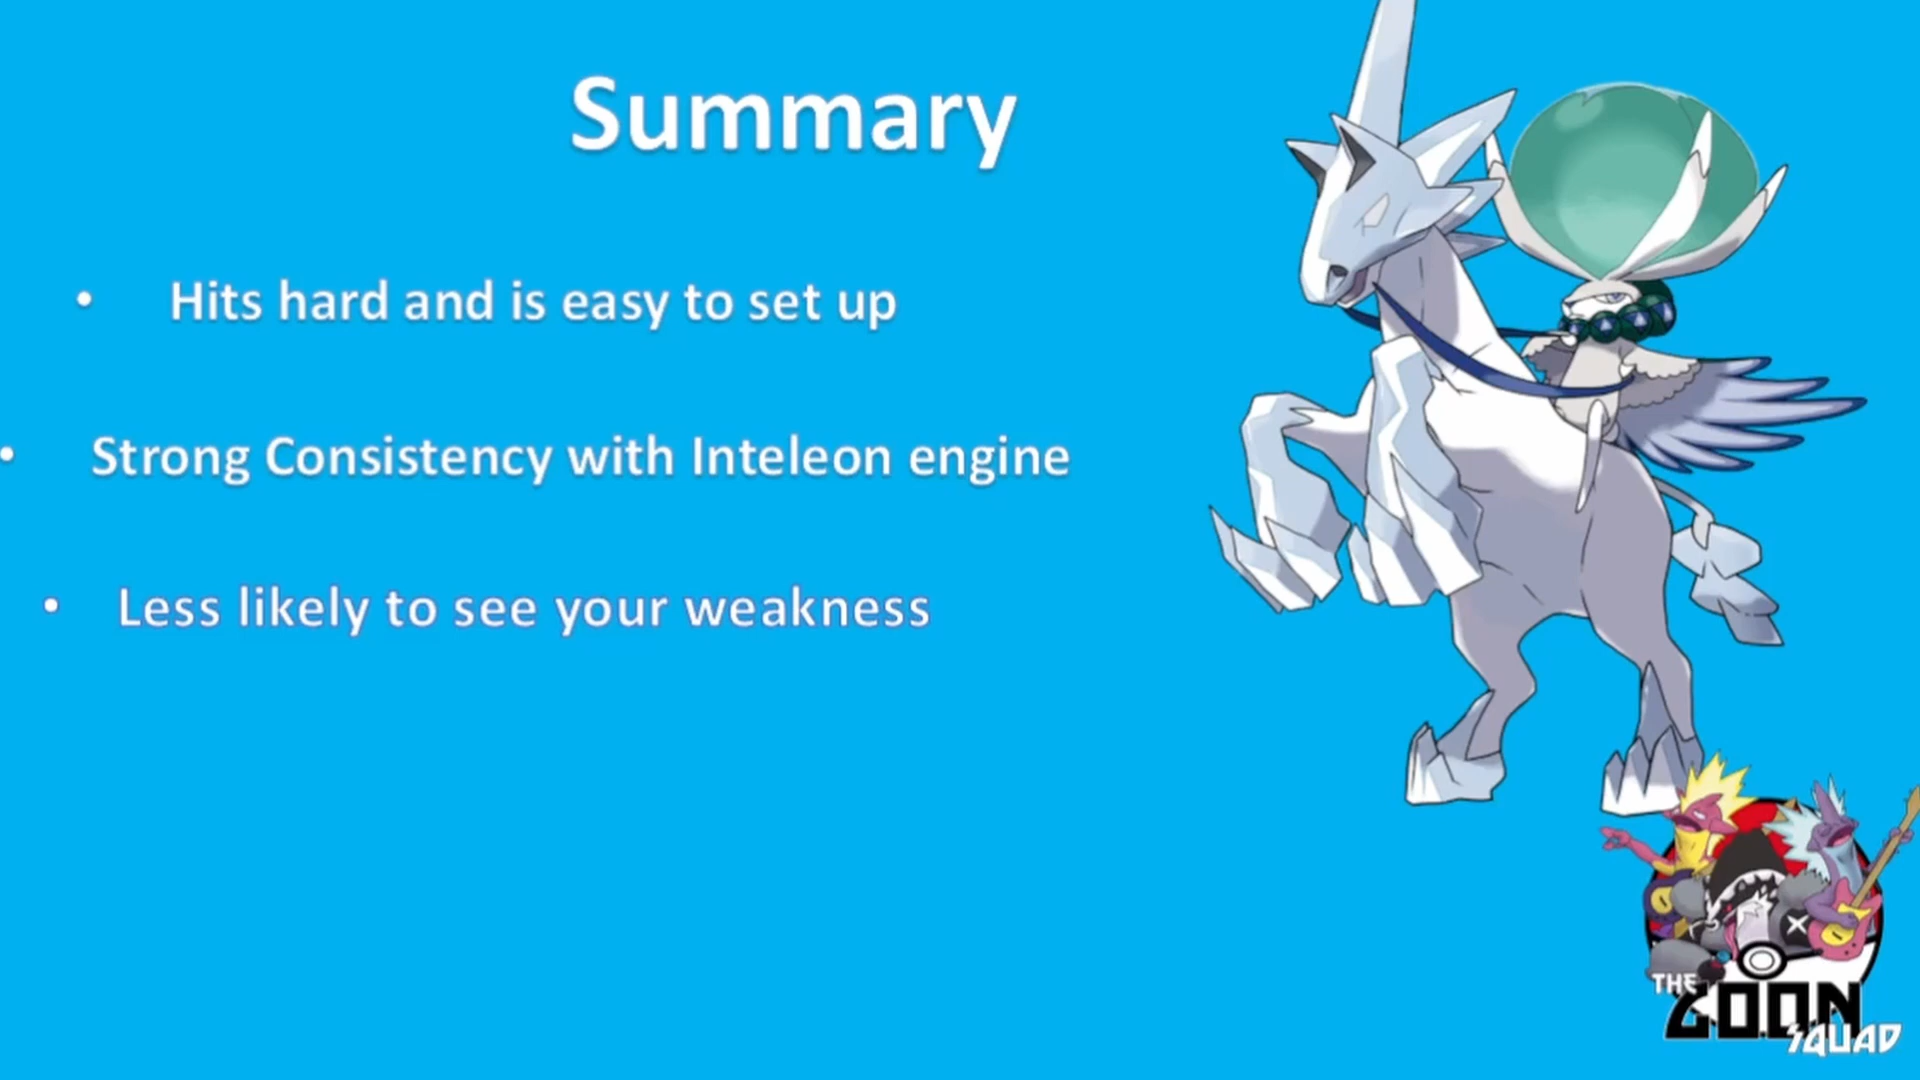 Summary
• Hits hard and is easy to set up
• Strong Consistency with Inteleon engine
• Less likely to see your weakness
THE
ZOON
SQUAD